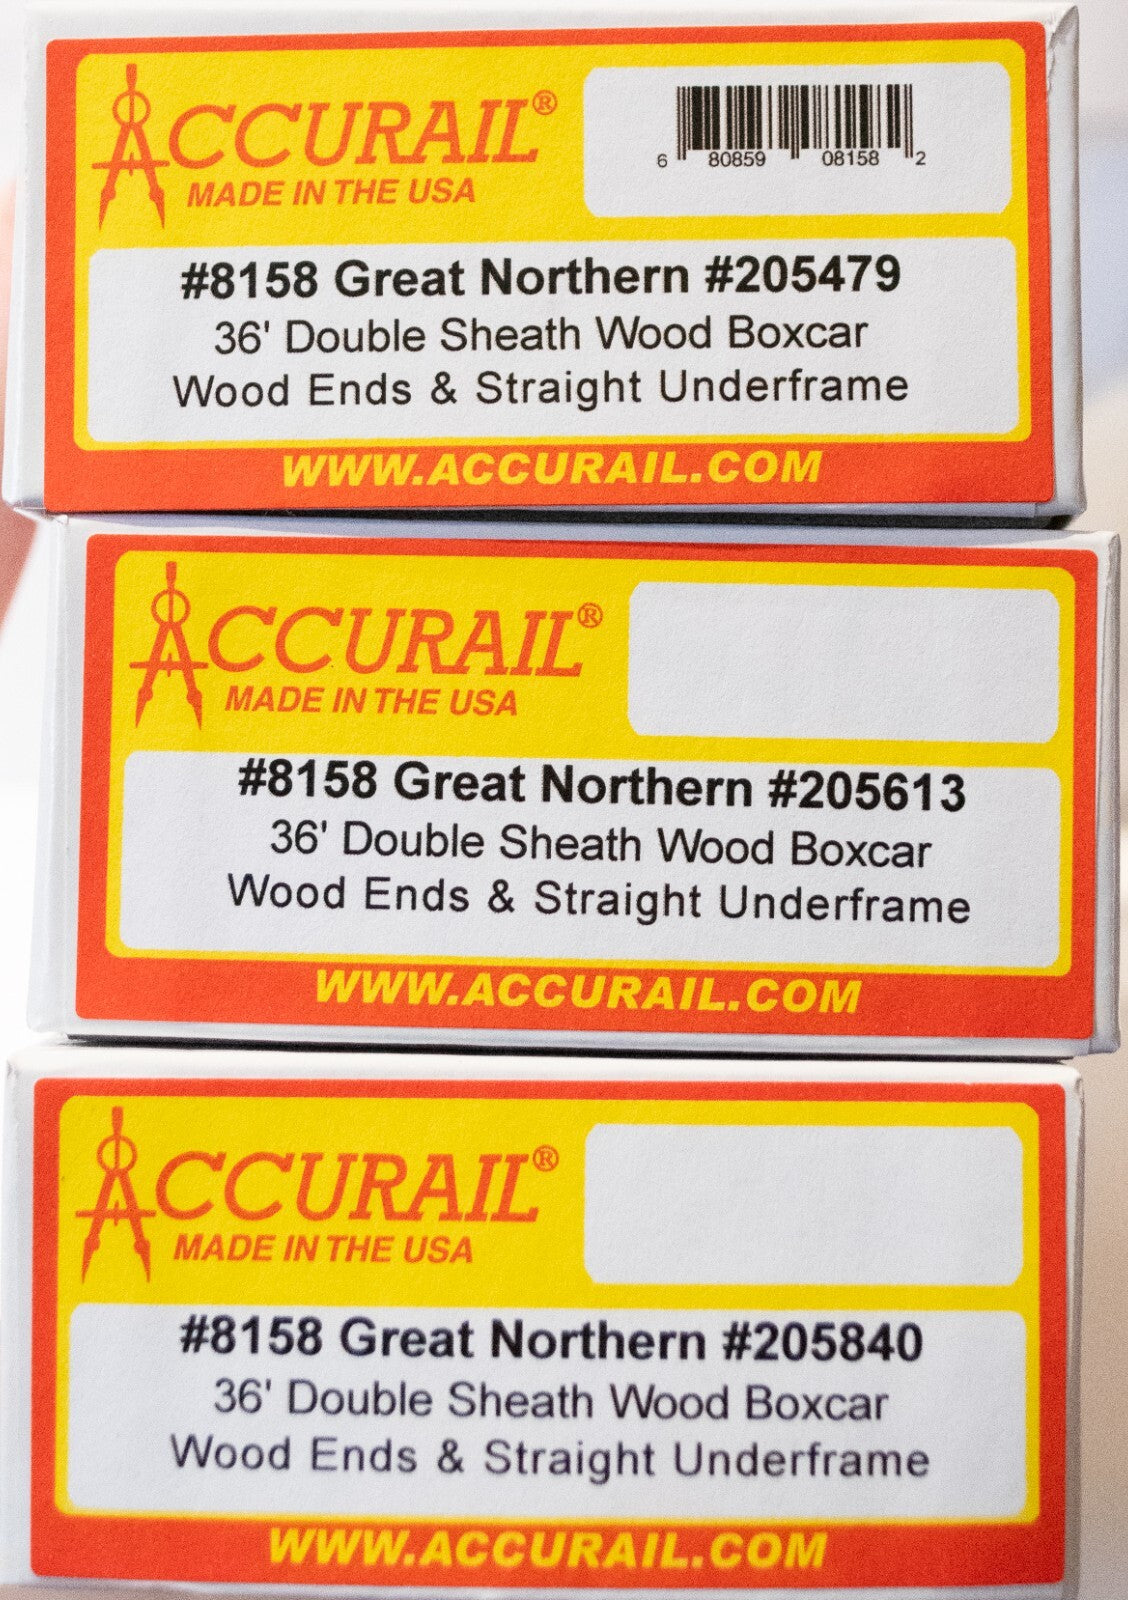 ACCURAIL®
MADE IN THE USA
6 80859 08158 2
#8158 Great Northern #205479
36' Double Sheath Wood Boxcar
Wood Ends & Straight Underframe
WWW.ACCURAIL.COM
ACCURAIL®
MADE IN THE USA
#8158 Great Northern #205613
36' Double Sheath Wood Boxcar
Wood Ends & Straight Underframe
WWW.ACCURAIL.COM
ACCURAIL®
MADE IN THE USA
#8158 Great Northern #205840
36' Double Sheath Wood Boxcar
Wood Ends & Straight Underframe
WWW.ACCURAIL.COM